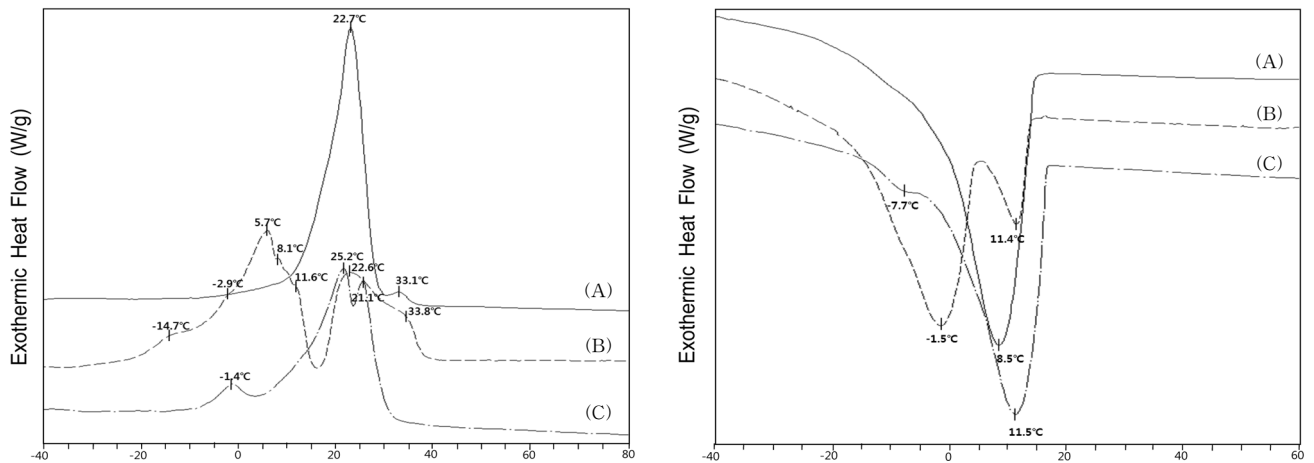 Exothermic Heat Flow (W/g)
22.7℃
5.7℃
8.1℃
-2.9℃
11.6℃
25.2℃
22.6℃
21.1℃
33.1℃
33.8℃
-14.7℃
-1.4℃
(A)
(B)
(C)
-40 -20 0 20 40 60 80
Exothermic Heat Flow (W/g)
(A)
(B)
(C)
-7.7℃
11.4℃
-1.5℃
8.5℃
11.5℃
-40 -20 0 20 40 60